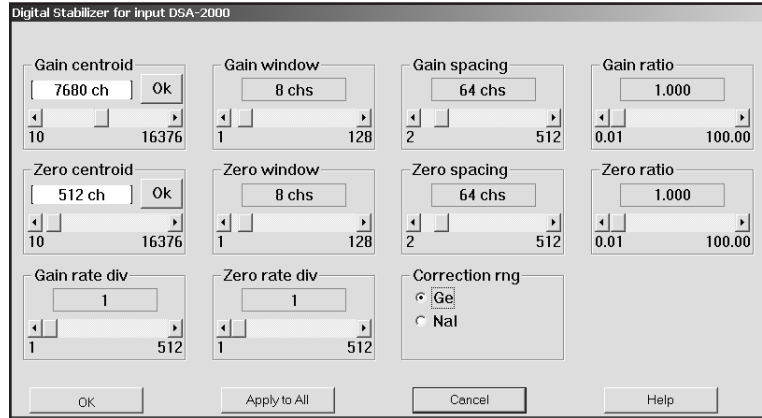 Digital Stabilizer for input DSA-2000
Gain centroid
7680 ch
Ok
10
16376
Gain window
8 chs
1
128
Gain spacing
64 chs
2
512
Gain ratio
1.000
0.01
100.00
Zero centroid
512 ch
Ok
10
16376
Zero window
8 chs
1
128
Zero spacing
64 chs
2
512
Zero ratio
1.000
0.01
100.00
Gain rate div
1
1
512
Zero rate div
1
1
512
Correction rng
Ge
NaI
OK
Apply to All
Cancel
Help